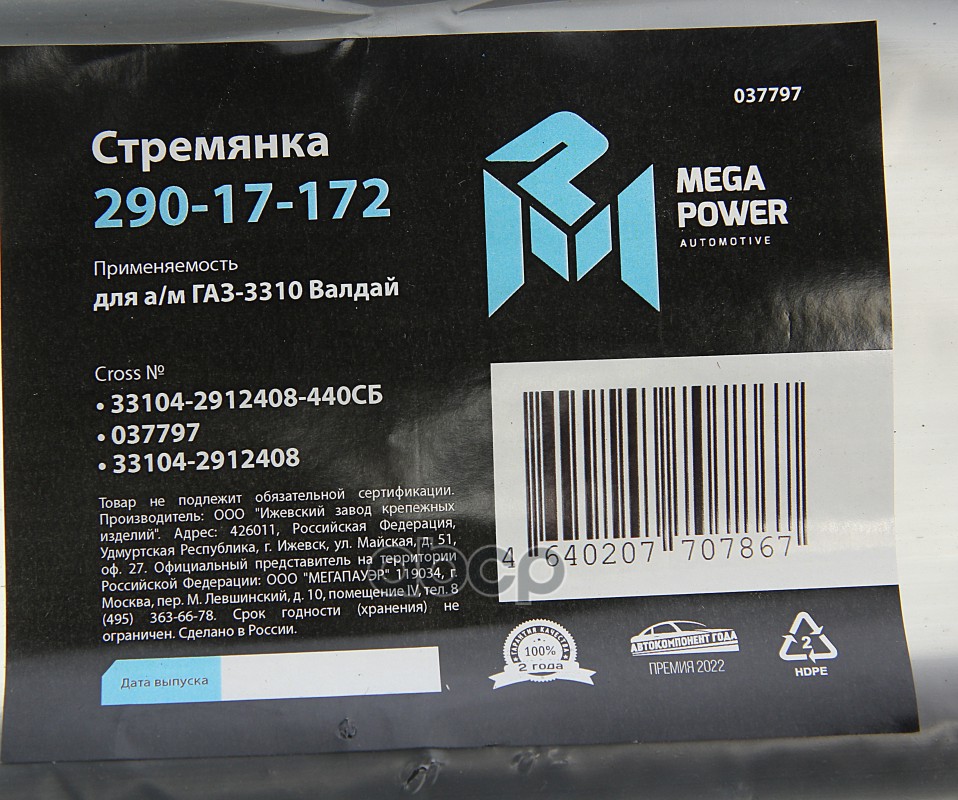 037797
Стремянка
290-17-172
MEGA
POWER
AUTOMOTIVE
Применяемость
для а/м ГАЗ-3310 Валдай
Cross №
• 33104-2912408-440СБ
• 037797
• 33104-2912408
Товар не подлежит обязательной сертификации.
Производитель: ООО "Ижевский завод крепежных
изделий". Адрес: 426011, Российская Федерация,
Удмуртская Республика, г. Ижевск, ул. Майская, д. 51,
оф. 27. Официальный представитель на территории
Российской Федерации: ООО "МЕГАПАУЭР" 119034, г.
Москва, пер. М. Левшинский, д. 10, помещение IV, тел. 8
(495) 363-66-78. Срок годности (хранения) не
ограничен. Сделано в России.
4 640207 707867
авср
Дата выпуска
ГАРАНТИЯ КАЧЕСТВА
100%
2 года
АВТОКОМПОНЕНТ ГОДА
ПРЕМИЯ 2022
2
HDPE